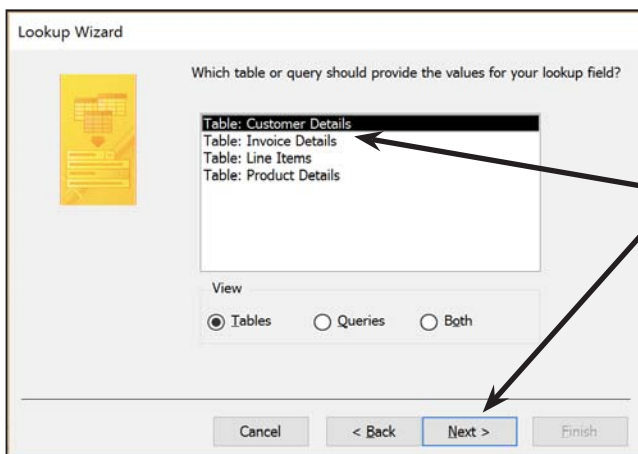 Lookup Wizard
Which table or query should provide the values for your lookup field?
Table: Customer Details
Table: Invoice Details
Table: Line Items
Table: Product Details
View
Tables
Queries
Both
Cancel
< Back
Next >
Finish